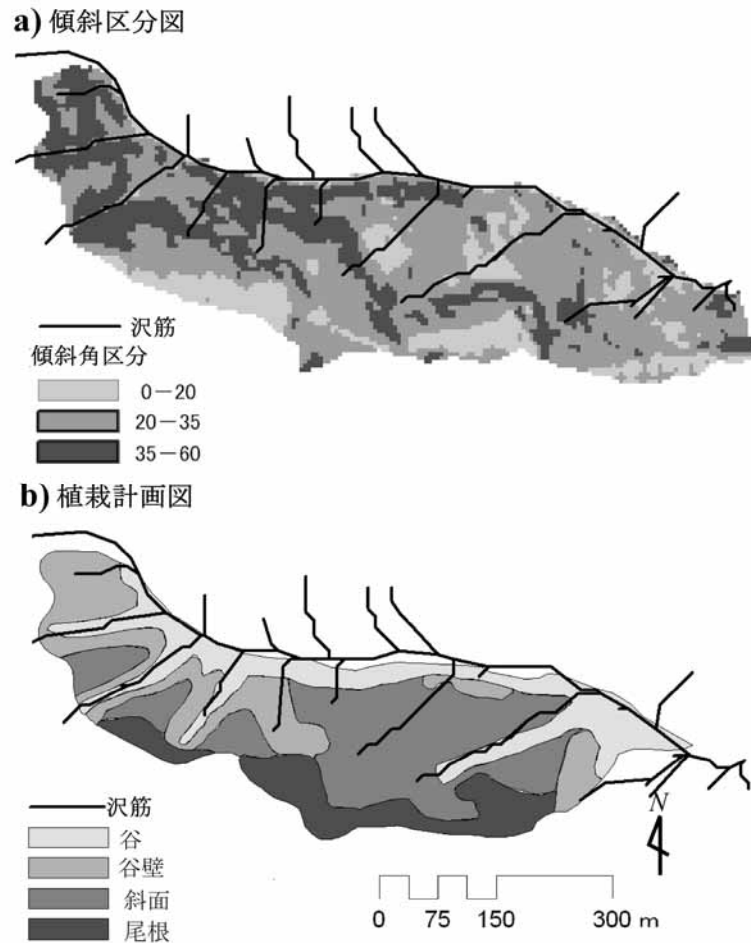 a) 傾斜区分図
沢筋
傾斜角区分
0－20
20－35
35－60
b) 植栽計画図
沢筋
谷
谷壁
斜面
尾根
N
0 75 150 300 m